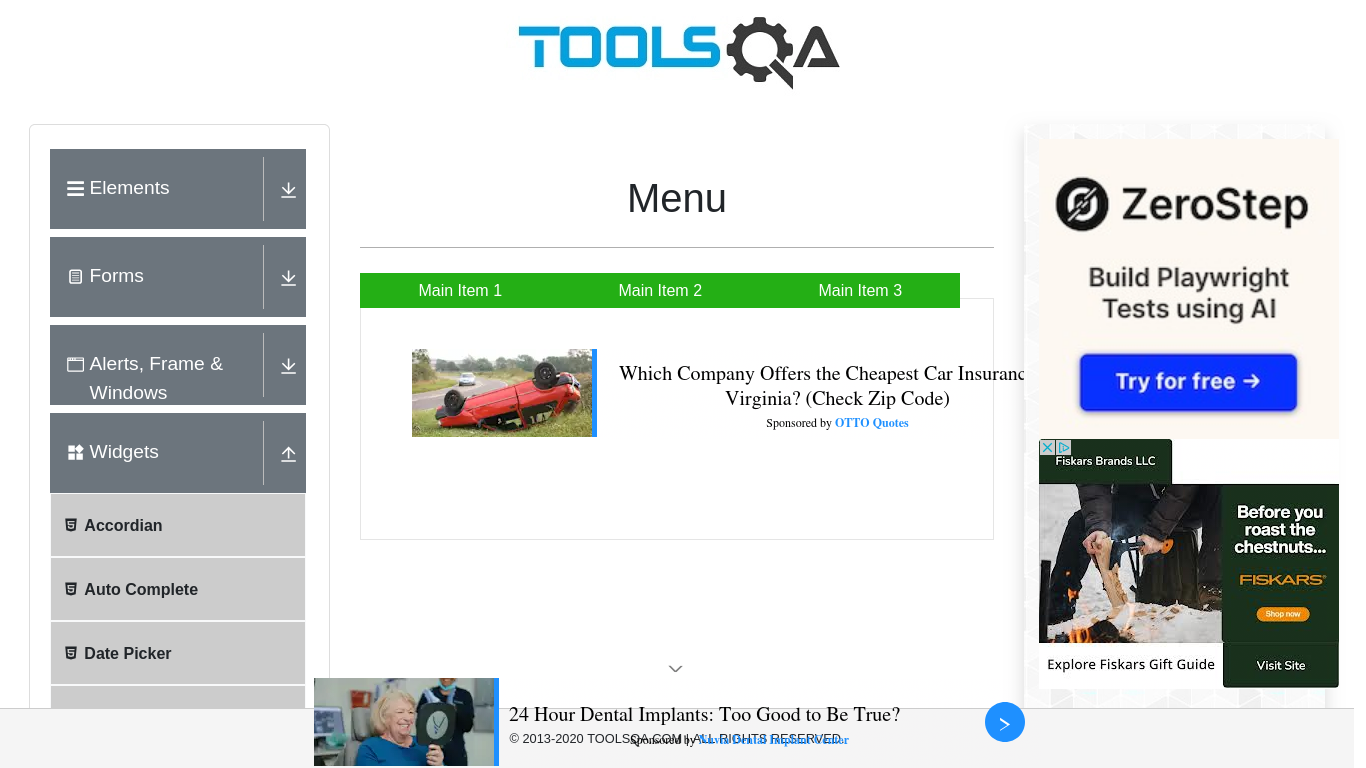 TOOLSQA
Elements
Forms
Alerts, Frame &
Windows
Widgets
Accordian
Auto Complete
Date Picker
Menu
Main Item 1
Main Item 2
Main Item 3
Which Company Offers the Cheapest Car Insuranc
Virginia? (Check Zip Code)
Sponsored by OTTO Quotes
ZeroStep
Build Playwright
Tests using AI
Try for free →
Fiskars Brands LLC
Before you
roast the
chestnuts...
FISKARS®
Shop now
Explore Fiskars Gift Guide
Visit Site
24 Hour Dental Implants: Too Good to Be True?
Sponsored by Nuvia Dental Implant Center
© 2013-2020 TOOLSQA.COM | ALL RIGHTS RESERVED.